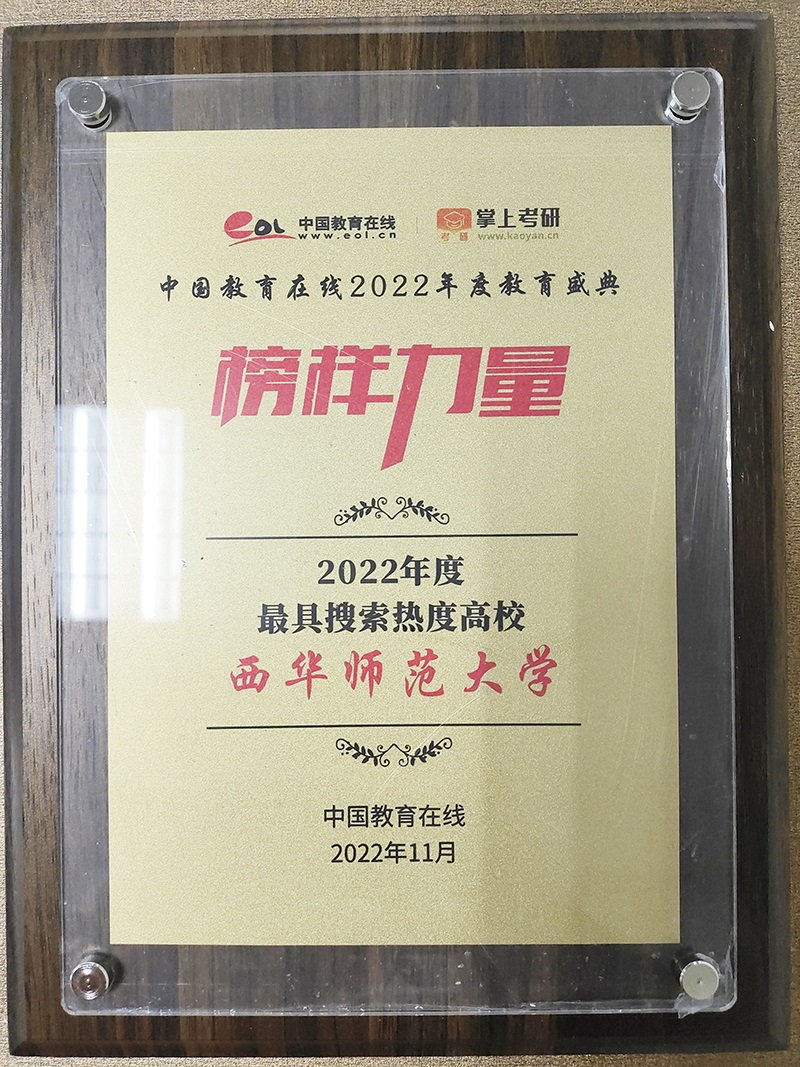 eol 中国教育在线 掌上考研
www.eol.cn 考研 www.kaoyan.cn
中国教育在线2022年度教育盛典
榜样力量
2022年度
最具搜索热度高校
西华师范大学
中国教育在线
2022年11月